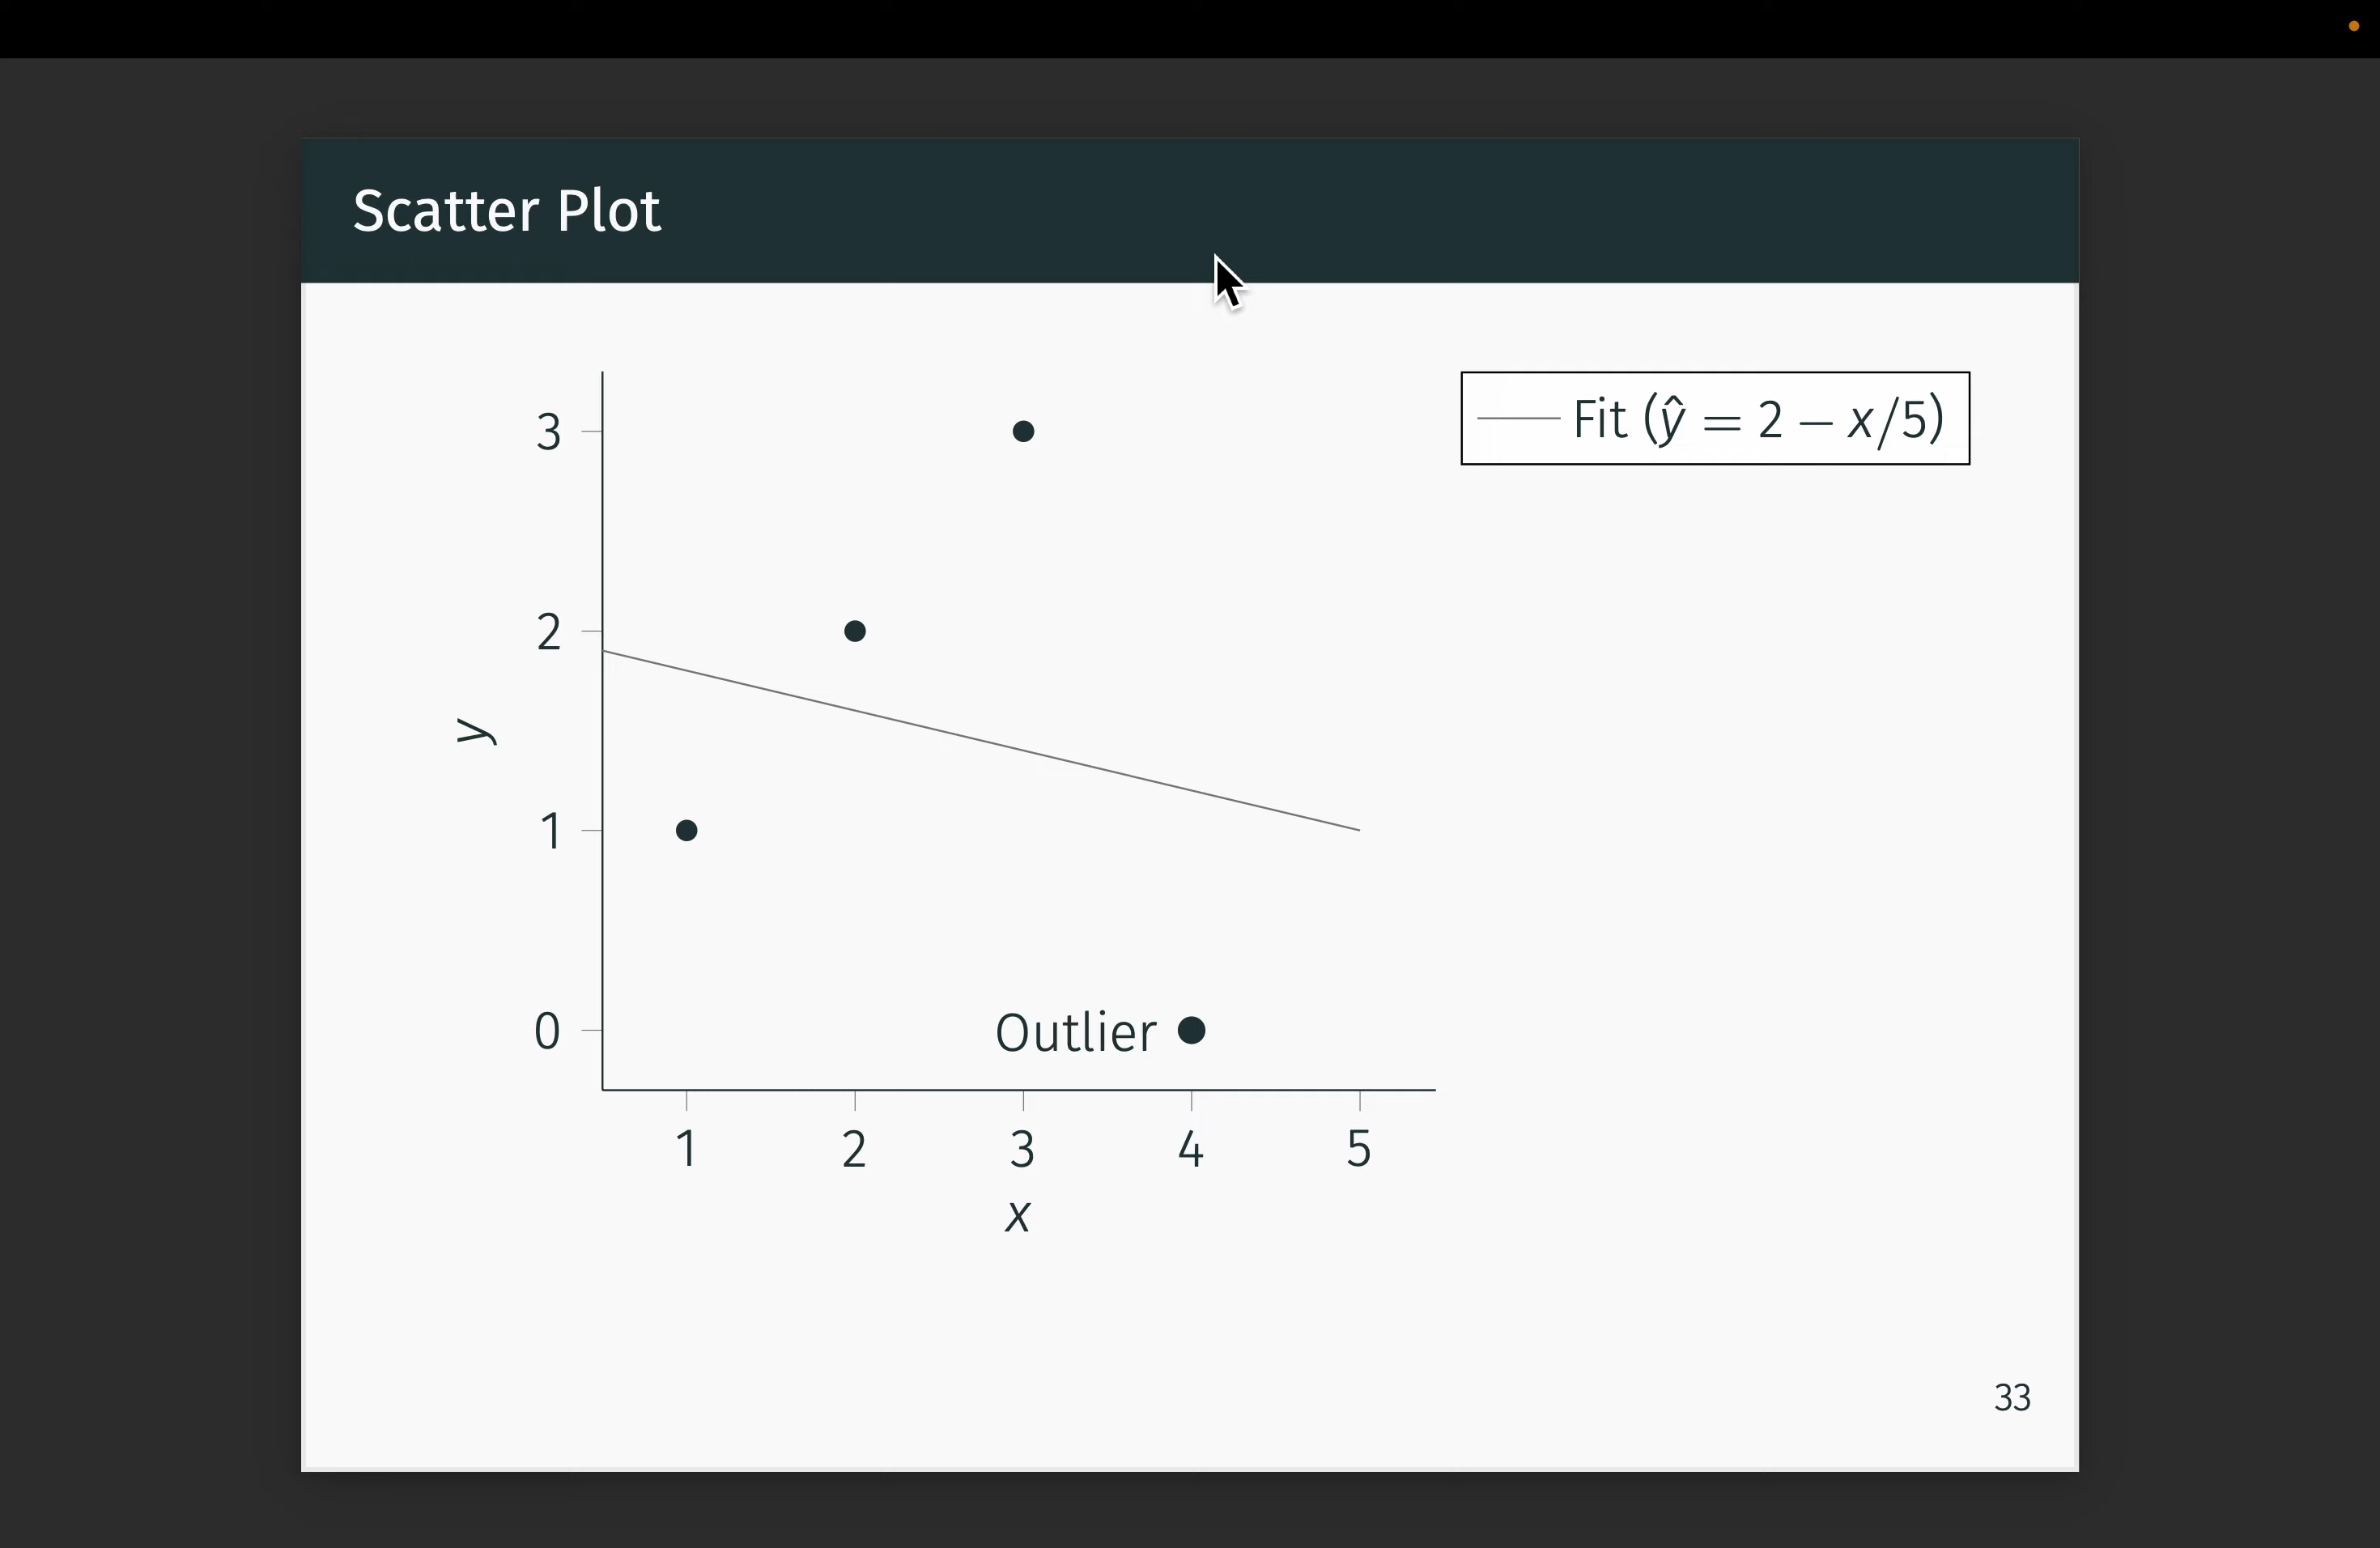 Scatter Plot
Fit (ŷ = 2 − x/5)
3
2
1
0
y
Outlier
1 2 3 4 5
x
33